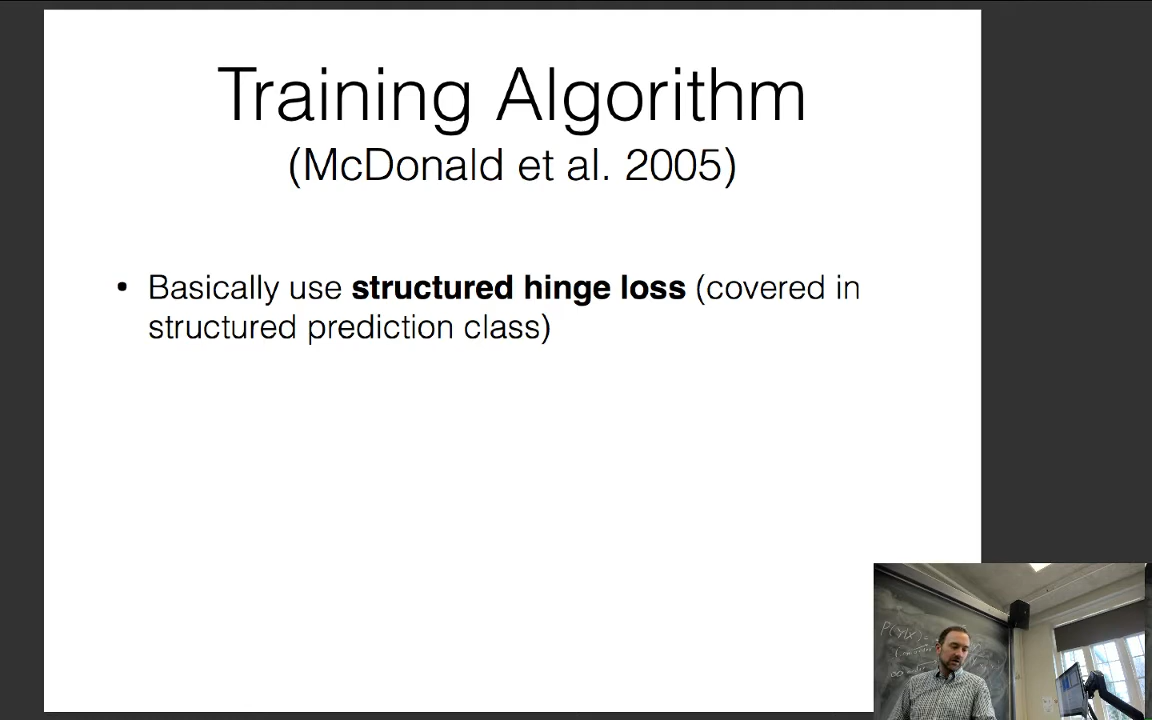 Training Algorithm
(McDonald et al. 2005)
• Basically use structured hinge loss (covered in
structured prediction class)
P(Y|X)=